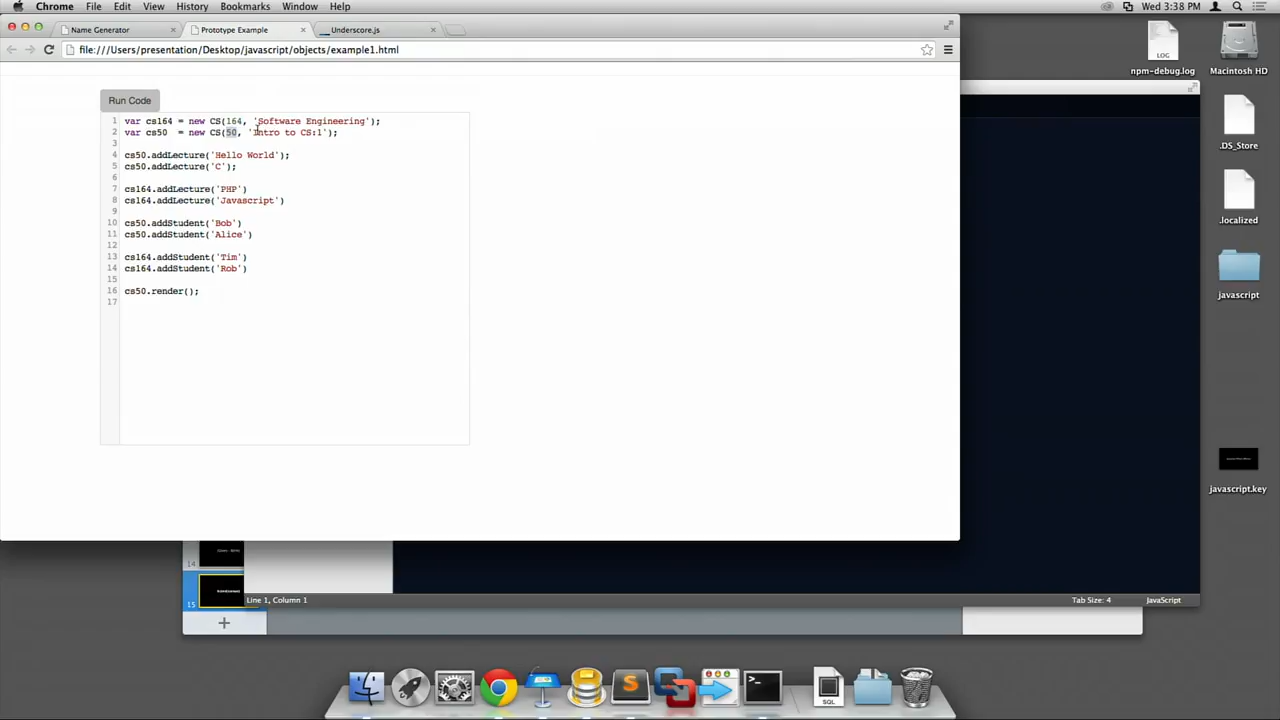 Chrome File Edit View History Bookmarks Window Help Wed 3:38 PM
Name Generator Prototype Example Underscore.js
file:///Users/presentation/Desktop/javascript/objects/example1.html
LOG
npm-debug.log Macintosh HD
Run Code
1 var cs164 = new CS(164, 'Software Engineering');
2 var cs50 = new CS(50, 'Intro to CS:1');
3
4 cs50.addLecture('Hello World');
5 cs50.addLecture('C');
6
7 cs164.addLecture('PHP')
8 cs164.addLecture('Javascript')
9
10 cs50.addStudent('Bob')
11 cs50.addStudent('Alice')
12
13 cs164.addStudent('Tim')
14 cs164.addStudent('Rob')
15
16 cs50.render();
17
.DS_Store
.localized
javascript
javascript.key
14
15
Line 1, Column 1 Tab Size: 4 JavaScript
SQL